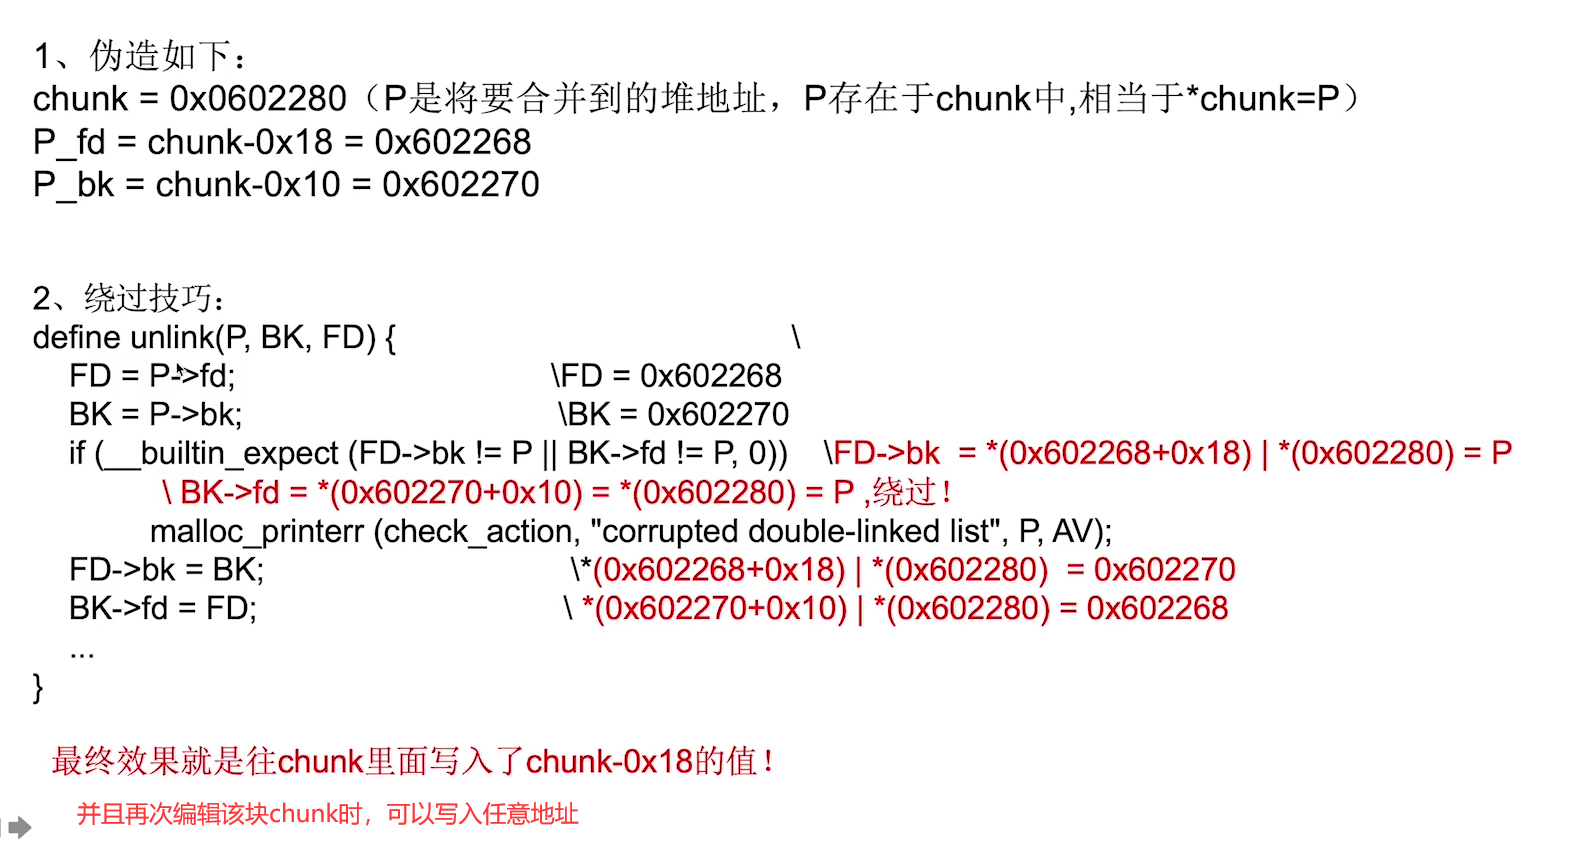 1、伪造如下：
chunk = 0x0602280（P是将要合并到的堆地址，P存在于chunk中,相当于*chunk=P）
P_fd = chunk-0x18 = 0x602268
P_bk = chunk-0x10 = 0x602270
2、绕过技巧：
define unlink(P, BK, FD) { \
FD = P->fd; \FD = 0x602268
BK = P->bk; \BK = 0x602270
if (__builtin_expect (FD->bk != P || BK->fd != P, 0)) \FD->bk = *(0x602268+0x18) | *(0x602280) = P
\ BK->fd = *(0x602270+0x10) = *(0x602280) = P ,绕过！
malloc_printerr (check_action, "corrupted double-linked list", P, AV);
FD->bk = BK; \*(0x602268+0x18) | *(0x602280) = 0x602270
BK->fd = FD; \ *(0x602270+0x10) | *(0x602280) = 0x602268
...
}
最终效果就是往chunk里面写入了chunk-0x18的值！
并且再次编辑该块chunk时，可以写入任意地址